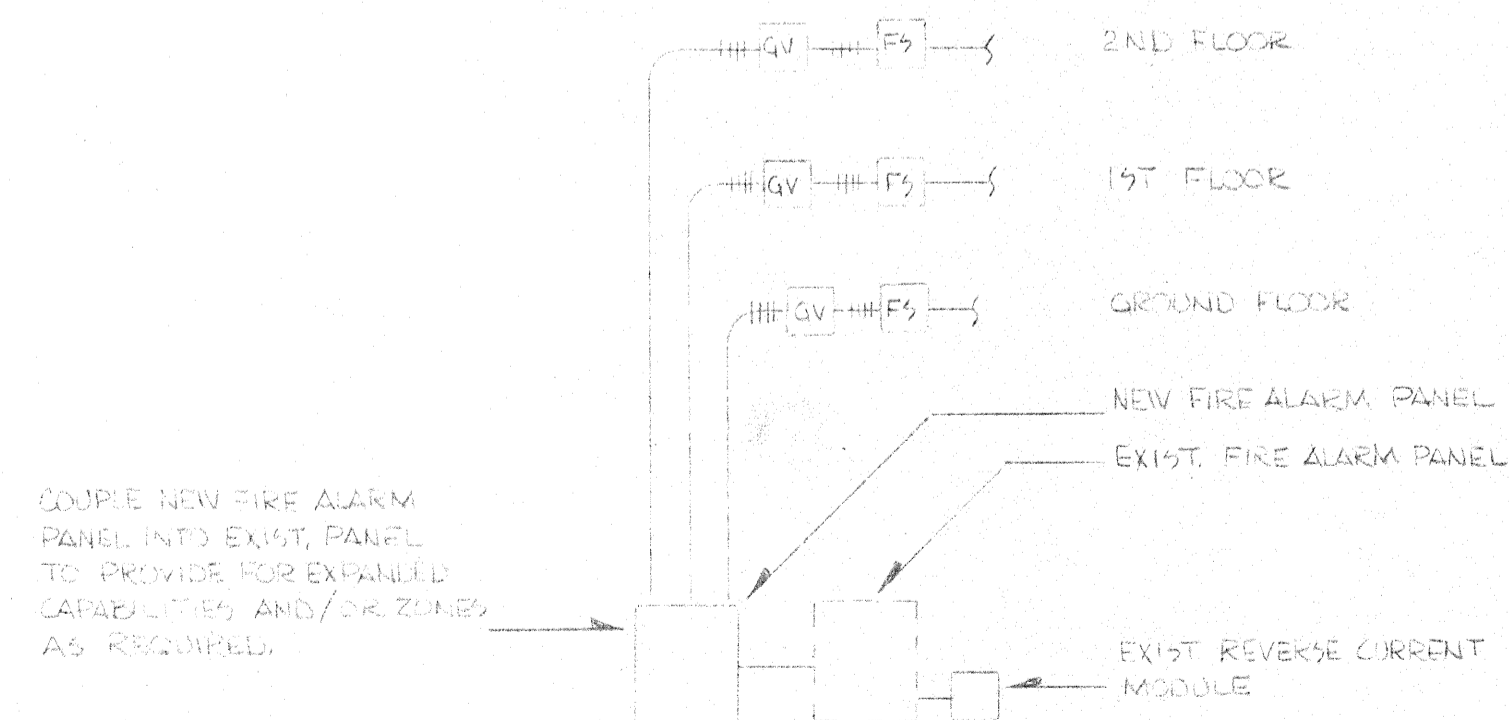 GV FS 2ND FLOOR
GV FS 1ST FLOOR
GV FS GROUND FLOOR
NEW FIRE ALARM PANEL
EXIST. FIRE ALARM PANEL
COUPLE NEW FIRE ALARM
PANEL INTO EXIST. PANEL
TO PROVIDE FOR EXPANDED
CAPABILITIES AND/OR ZONES
AS REQUIRED.
EXIST REVERSE CURRENT
MODULE